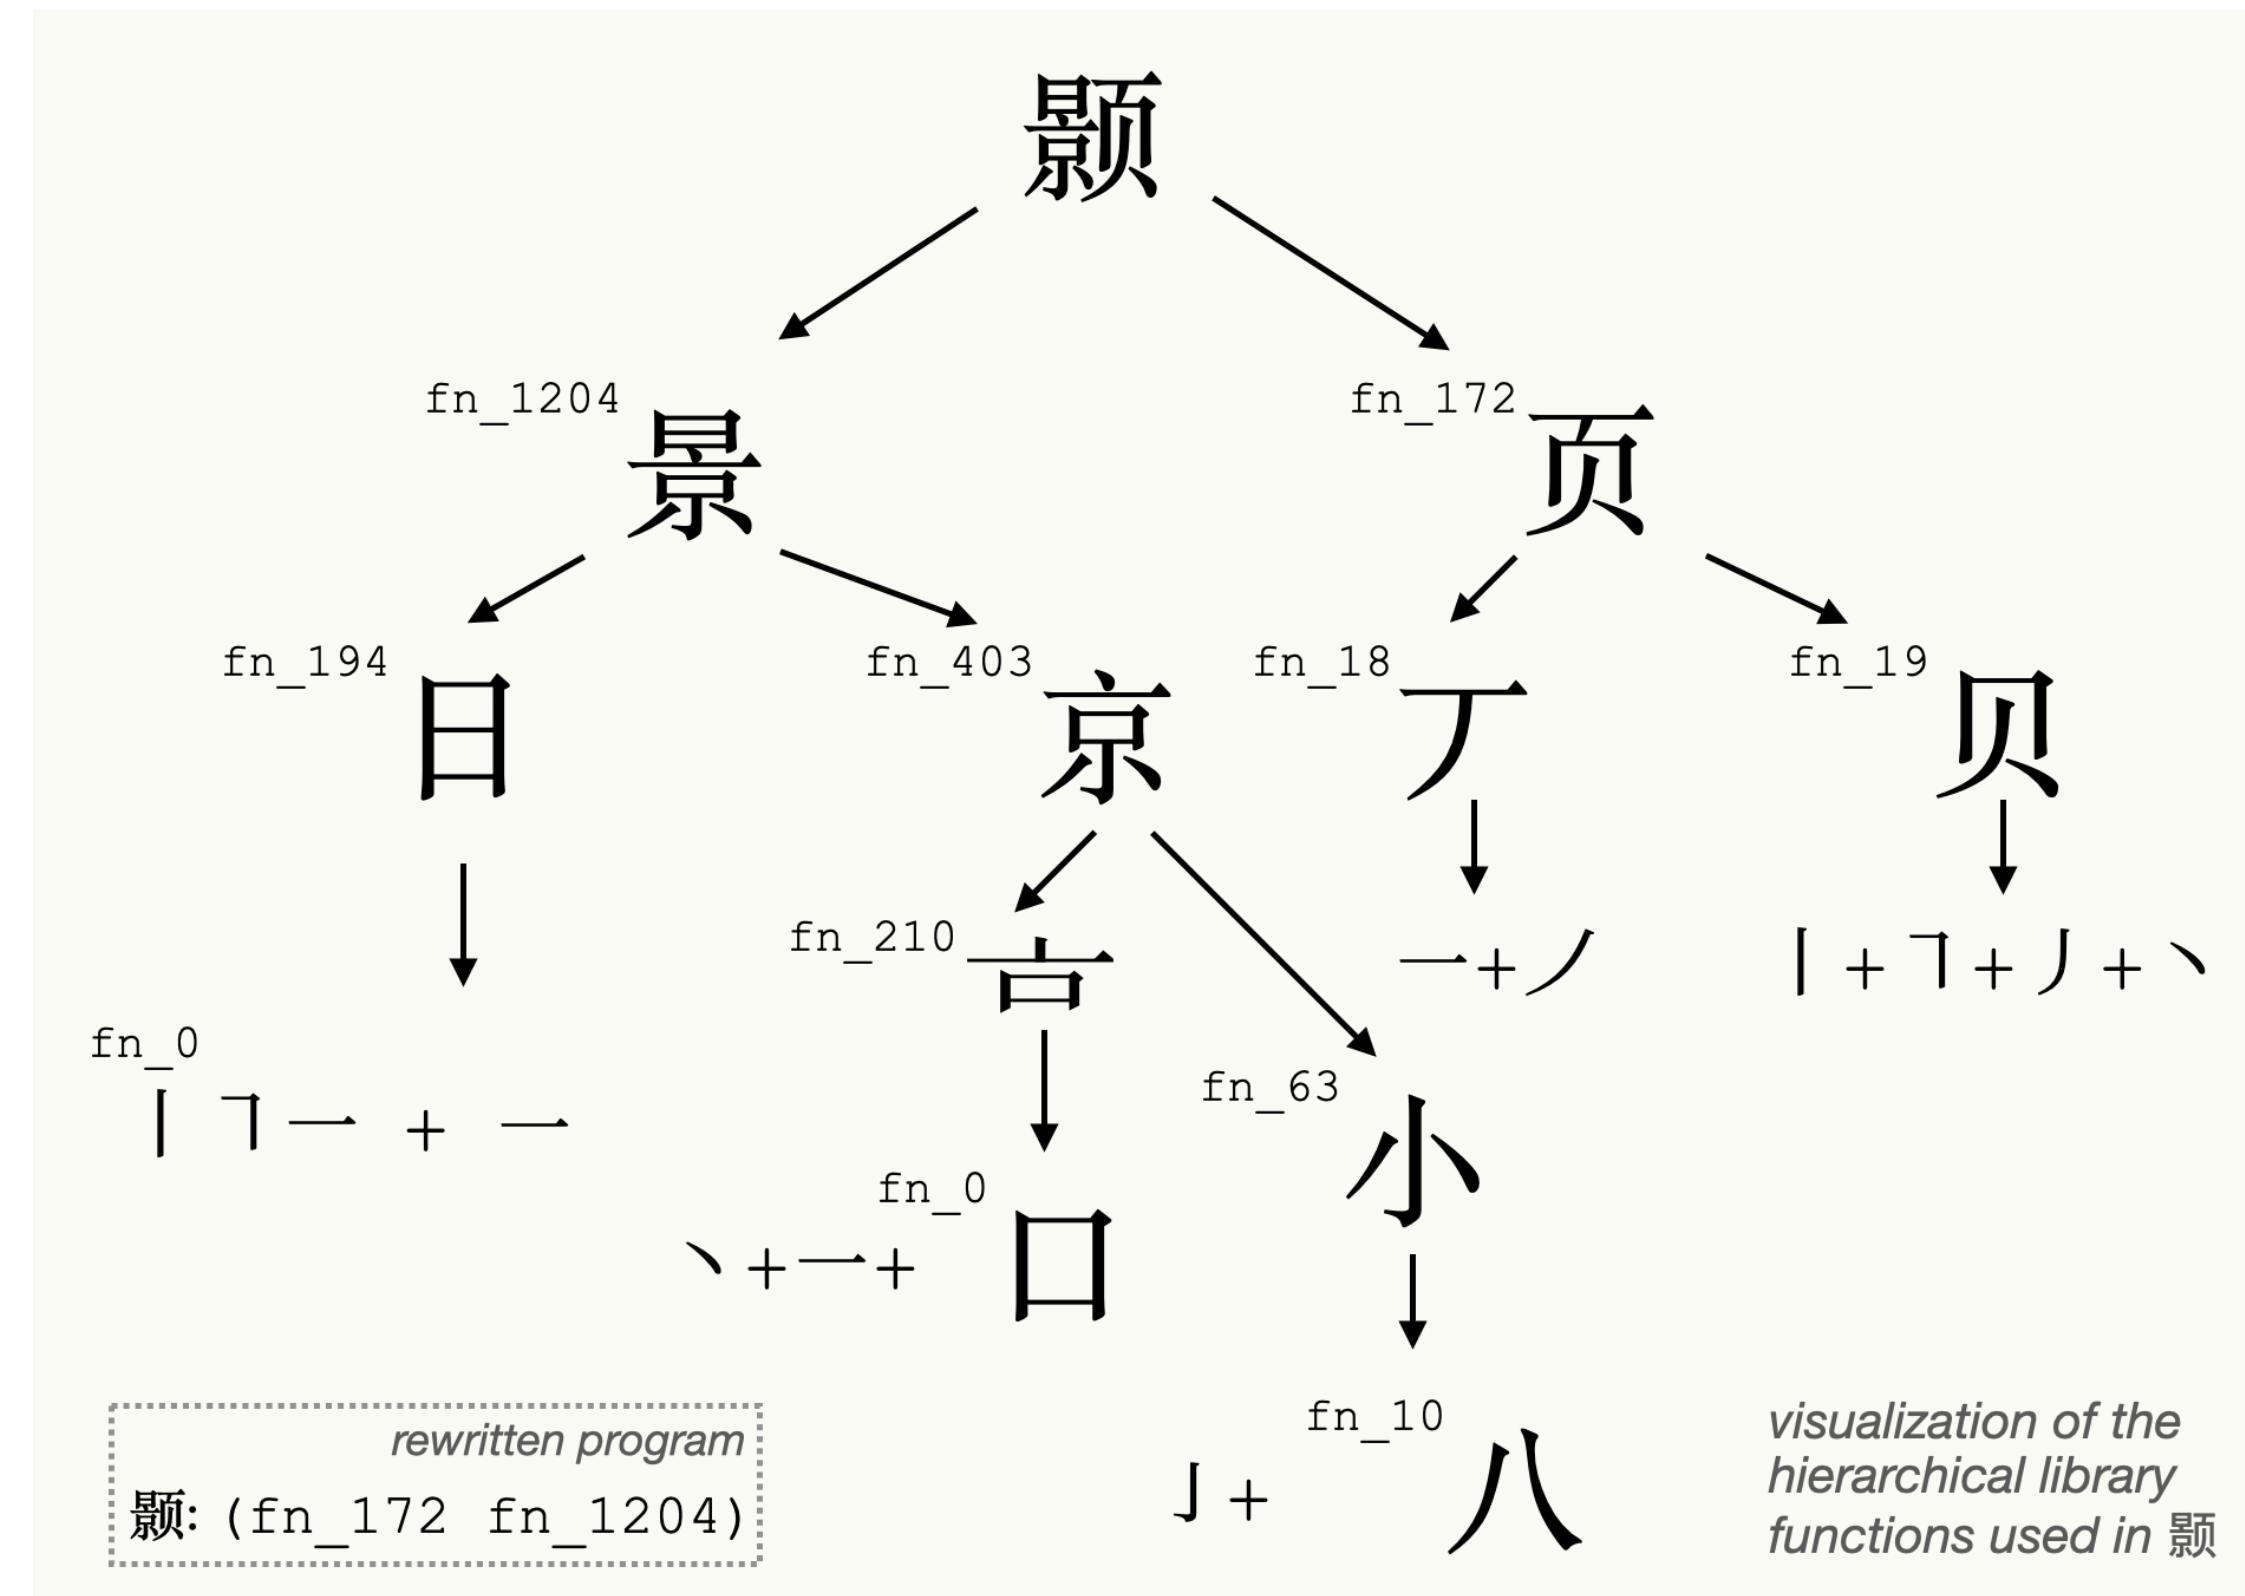 颢
fn_1204 景
fn_172 页
fn_194 日
fn_403 京
fn_18 丆
fn_19 贝
fn_210 𠮛
一+丿
丨+𠃍+丿+丶
fn_0
丨𠃍一 + 一
fn_63 小
fn_0
丶+一+口
fn_10
亅+八
rewritten program
颢: (fn_172 fn_1204)
visualization of the
hierarchical library
functions used in 颢